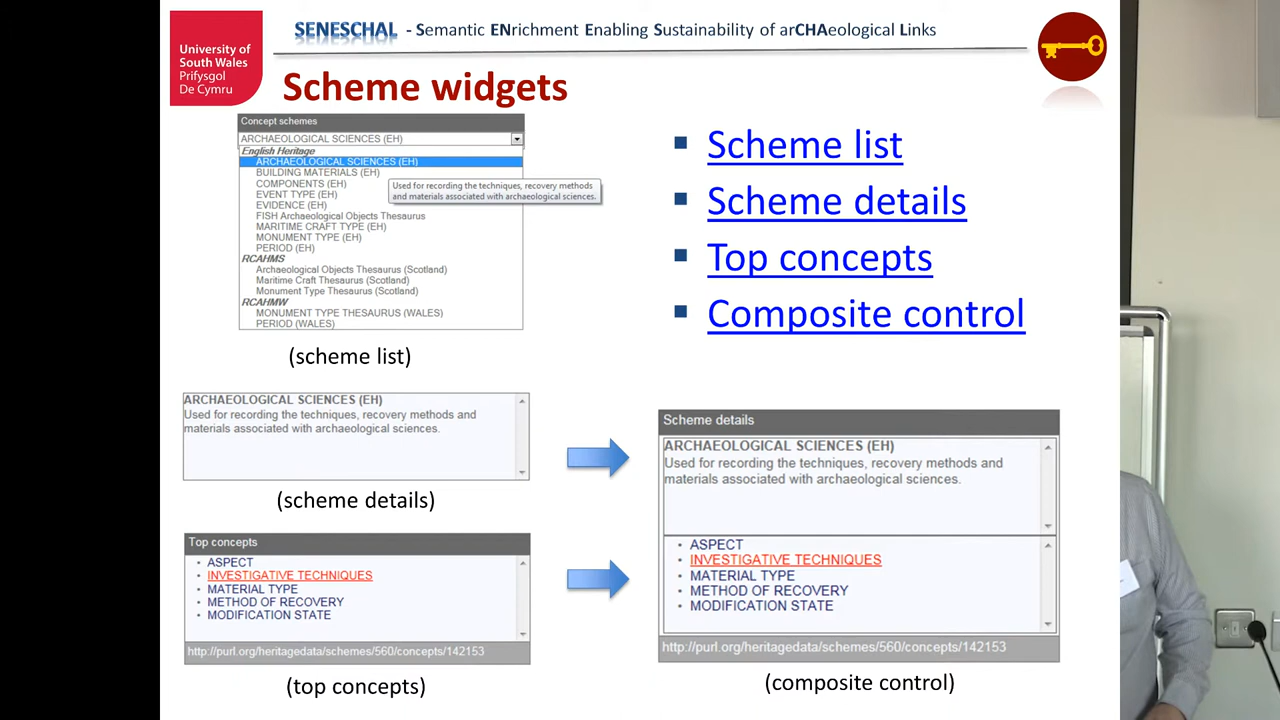 University of
South Wales
Prifysgol
De Cymru
SENESCHAL - Semantic ENrichment Enabling Sustainability of arCHAeological Links
Scheme widgets
Concept schemes
ARCHAEOLOGICAL SCIENCES (EH)
English Heritage
ARCHAEOLOGICAL SCIENCES (EH)
BUILDING MATERIALS (EH)
COMPONENTS (EH)
EVENT TYPE (EH)
EVIDENCE (EH)
FISH Archaeological Objects Thesaurus
MARITIME CRAFT TYPE (EH)
MONUMENT TYPE (EH)
PERIOD (EH)
RCAHMS
Archaeological Objects Thesaurus (Scotland)
Maritime Craft Thesaurus (Scotland)
Monument Type Thesaurus (Scotland)
RCAHMW
MONUMENT TYPE THESAURUS (WALES)
PERIOD (WALES)
Used for recording the techniques, recovery methods
and materials associated with archaeological sciences.
(scheme list)
Scheme list
Scheme details
Top concepts
Composite control
ARCHAEOLOGICAL SCIENCES (EH)
Used for recording the techniques, recovery methods and
materials associated with archaeological sciences.
(scheme details)
Top concepts
ASPECT
INVESTIGATIVE TECHNIQUES
MATERIAL TYPE
METHOD OF RECOVERY
MODIFICATION STATE
http://purl.org/heritagedata/schemes/560/concepts/142153
(top concepts)
Scheme details
ARCHAEOLOGICAL SCIENCES (EH)
Used for recording the techniques, recovery methods and
materials associated with archaeological sciences.
ASPECT
INVESTIGATIVE TECHNIQUES
MATERIAL TYPE
METHOD OF RECOVERY
MODIFICATION STATE
http://purl.org/heritagedata/schemes/560/concepts/142153
(composite control)